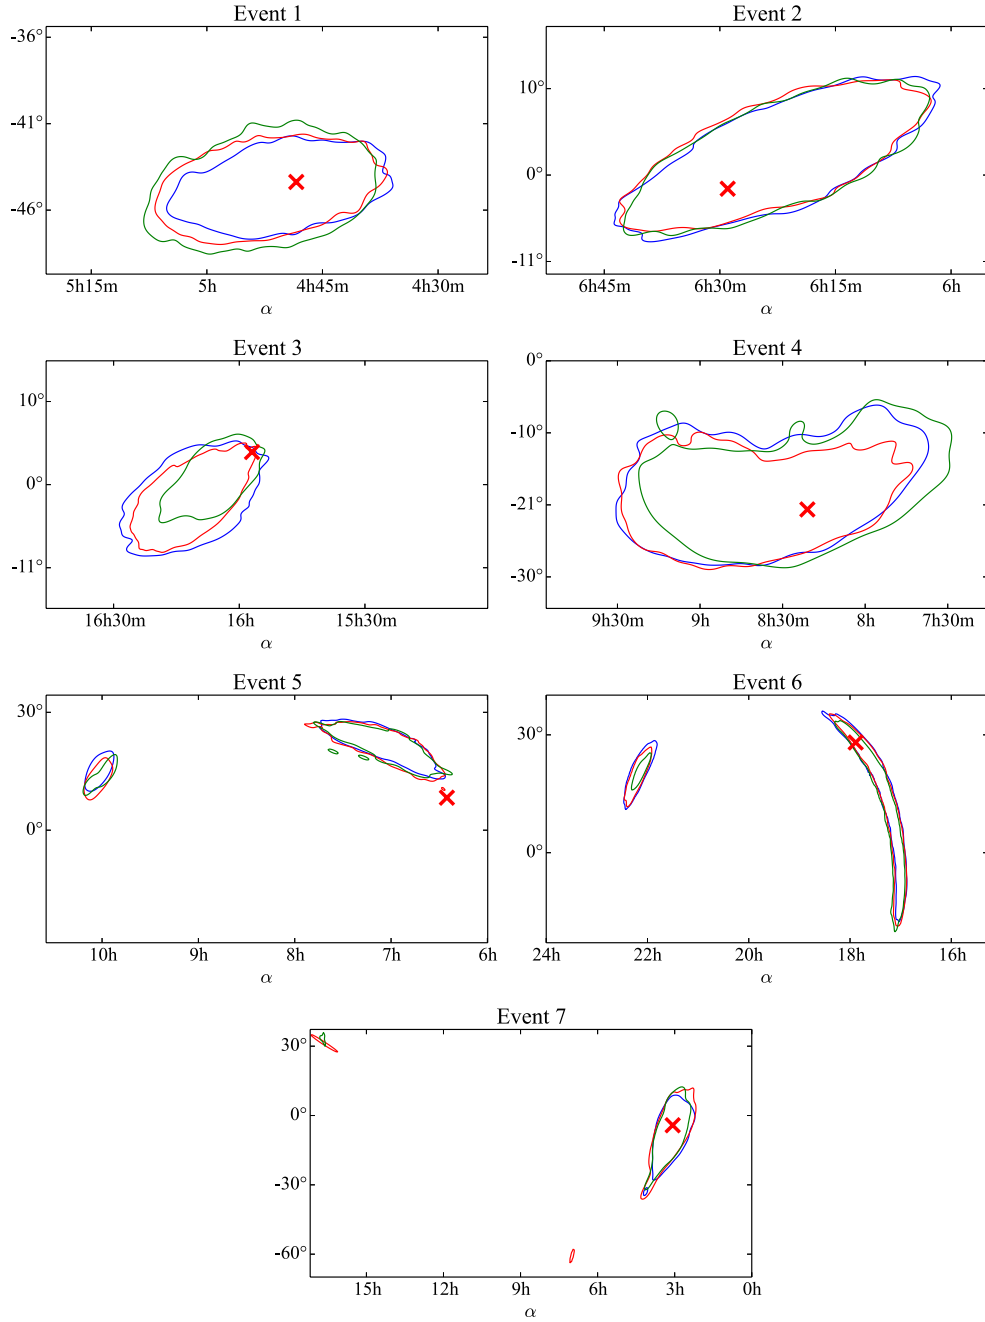 Event 1
-36°
-41°
-46°
5h15m 5h 4h45m 4h30m
α
Event 2
10°
0°
-11°
6h45m 6h30m 6h15m 6h
α
Event 3
10°
0°
-11°
16h30m 16h 15h30m
α
Event 4
0°
-10°
-21°
-30°
9h30m 9h 8h30m 8h 7h30m
α
Event 5
30°
0°
10h 9h 8h 7h 6h
α
Event 6
30°
0°
24h 22h 20h 18h 16h
α
Event 7
30°
0°
-30°
-60°
15h 12h 9h 6h 3h 0h
α